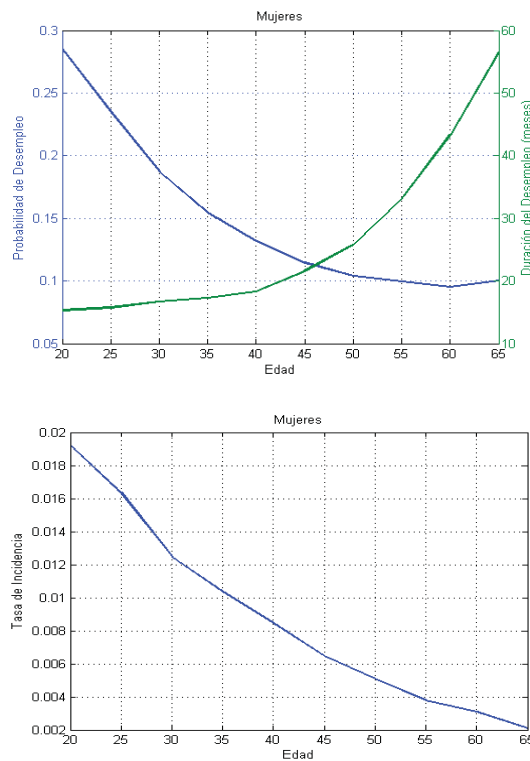 Mujeres
0.3
0.25
0.2
0.15
0.1
0.05
Probabilidad de Desempleo
60
50
40
30
20
10
Duración del Desempleo (meses)
20 25 30 35 40 45 50 55 60 65
Edad
Mujeres
0.02
0.018
0.016
0.014
0.012
0.01
0.008
0.006
0.004
0.002
Tasa de Incidencia
20 25 30 35 40 45 50 55 60 65
Edad